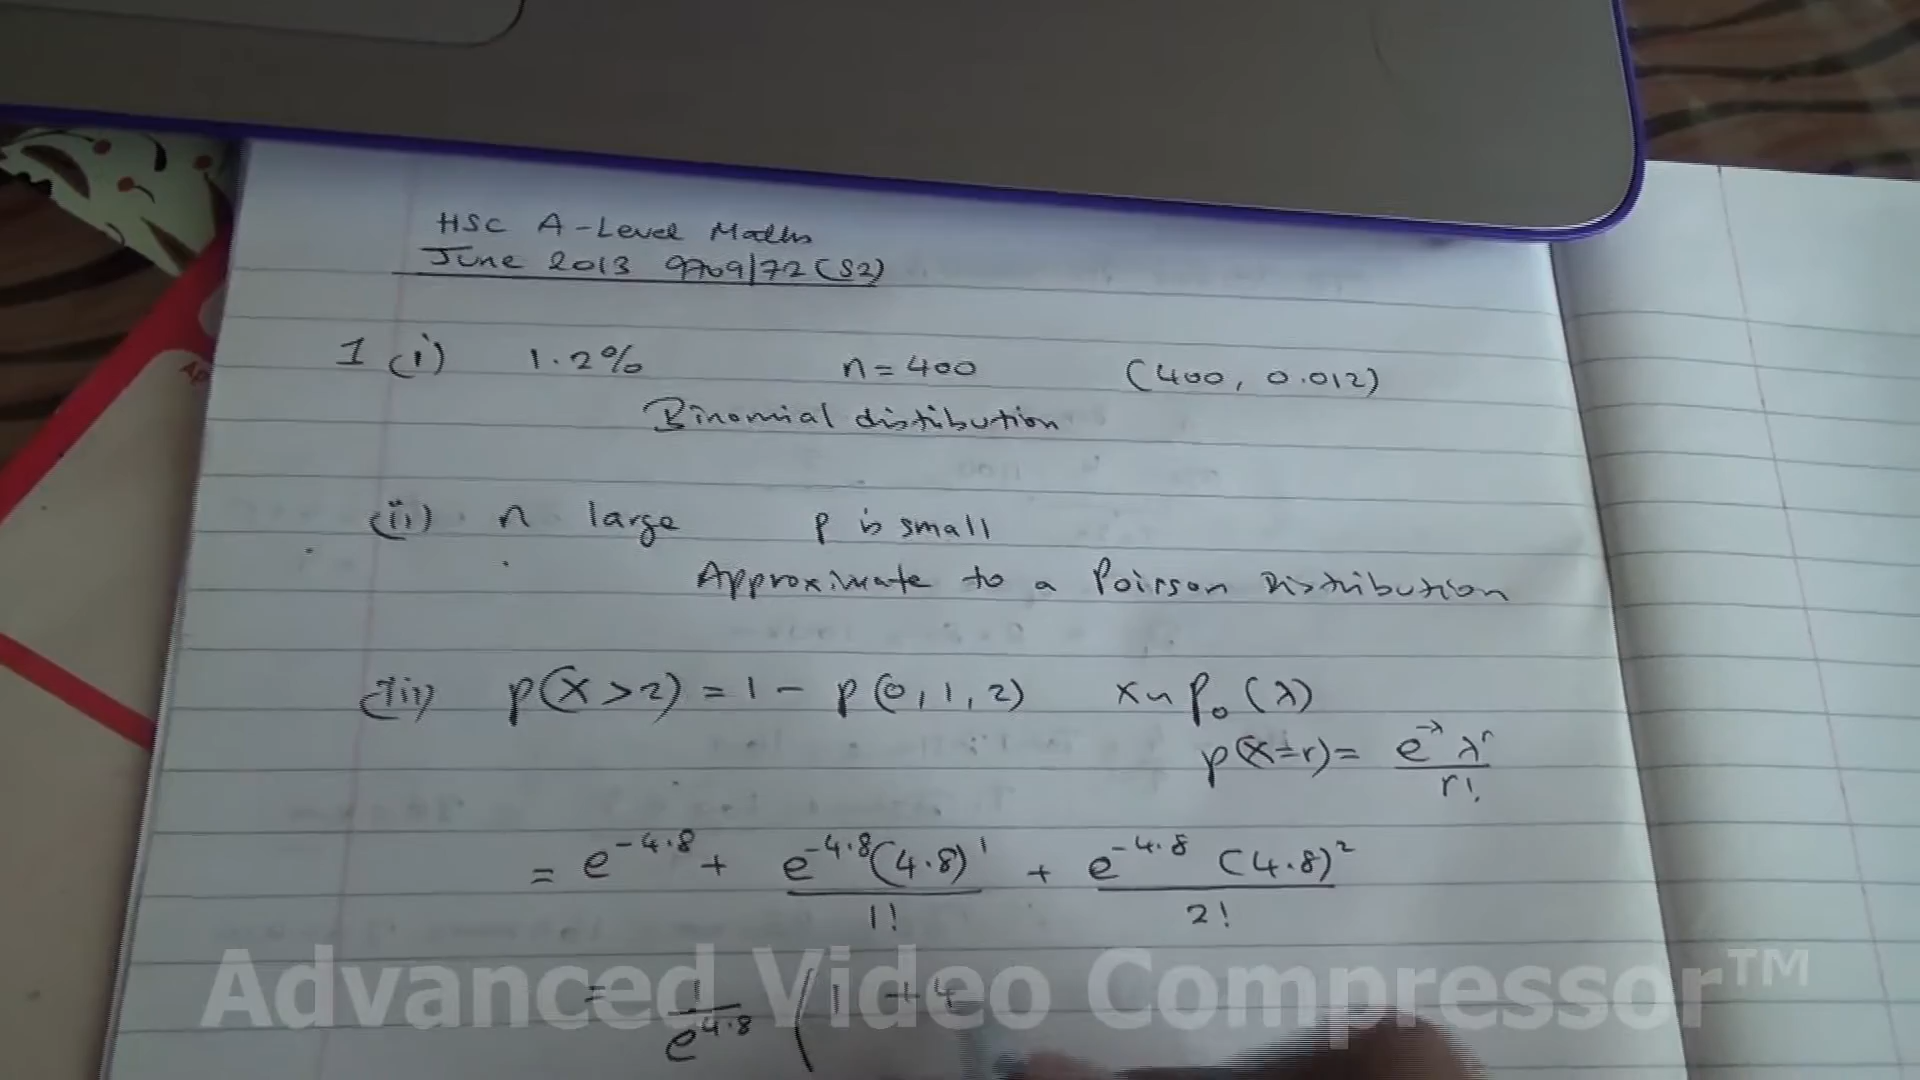 HSC A-Level Maths
June 2013 9709/72 (S2)
1 (i) 1.2% n = 400 (400, 0.012)
Binomial distibution
(ii) n large p is small
Approximate to a Poisson Distribution
(iii) P(X > 2) = 1 - P(0, 1, 2) X ~ Po (λ)
P(X=r) = e^-λ λ^r / r!
= e^-4.8 + e^-4.8 (4.8)^1 / 1! + e^-4.8 (4.8)^2 / 2!
= 1 / e^4.8 ( 1 + 4
Advanced Video Compressor™